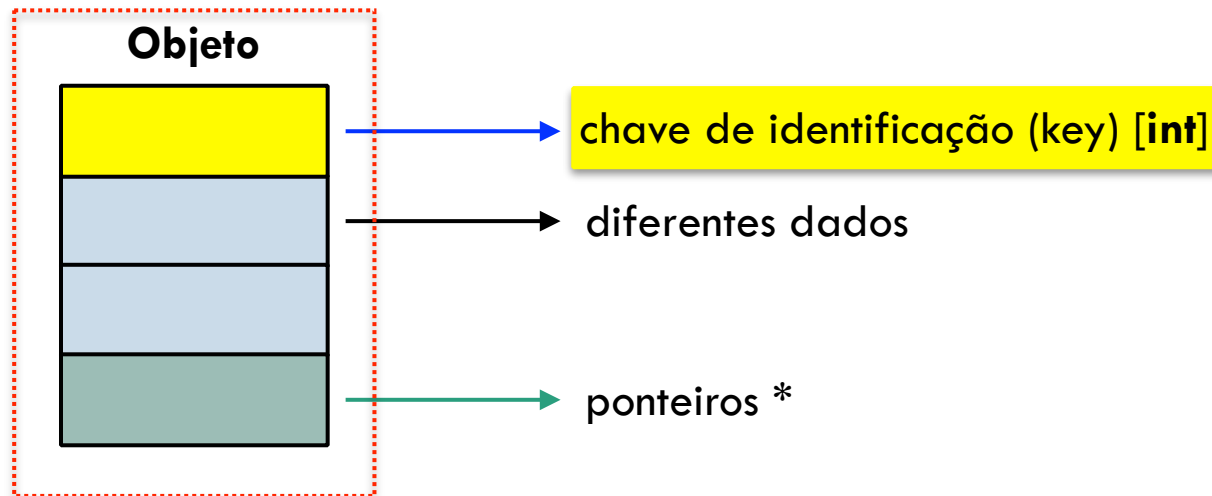 Objeto
chave de identificação (key) [int]
diferentes dados
ponteiros *